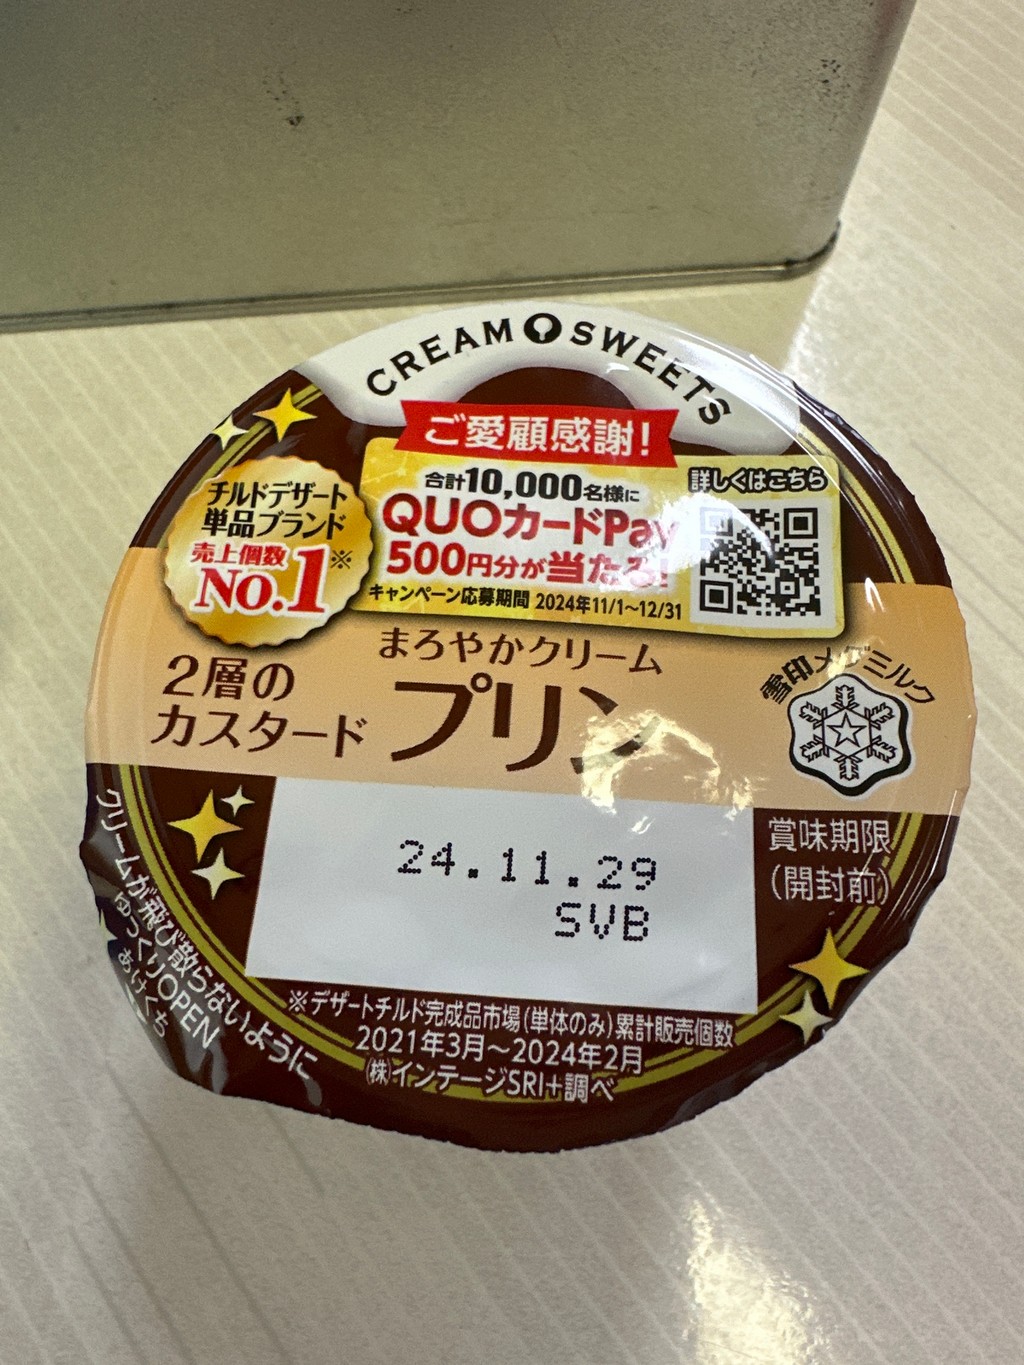 CREAM SWEETS
ご愛顧感謝!
合計10,000名様に
QUOカードPay
500円分が当たる!
キャンペーン応募期間 2024年11/1~12/31
詳しくはこちら
チルドデザート
単品ブランド
売上個数
No.1※
まろやかクリーム
2層の
カスタード
プリン
雪印メグミルク
24.11.29
SVB
賞味期限
(開封前)
クリームが飛び散らないように
ゆっくりOPEN
あけくち
※デザートチルド完成品市場(単体のみ)累計販売個数
2021年3月~2024年2月
㈱インテージSRI+調べ